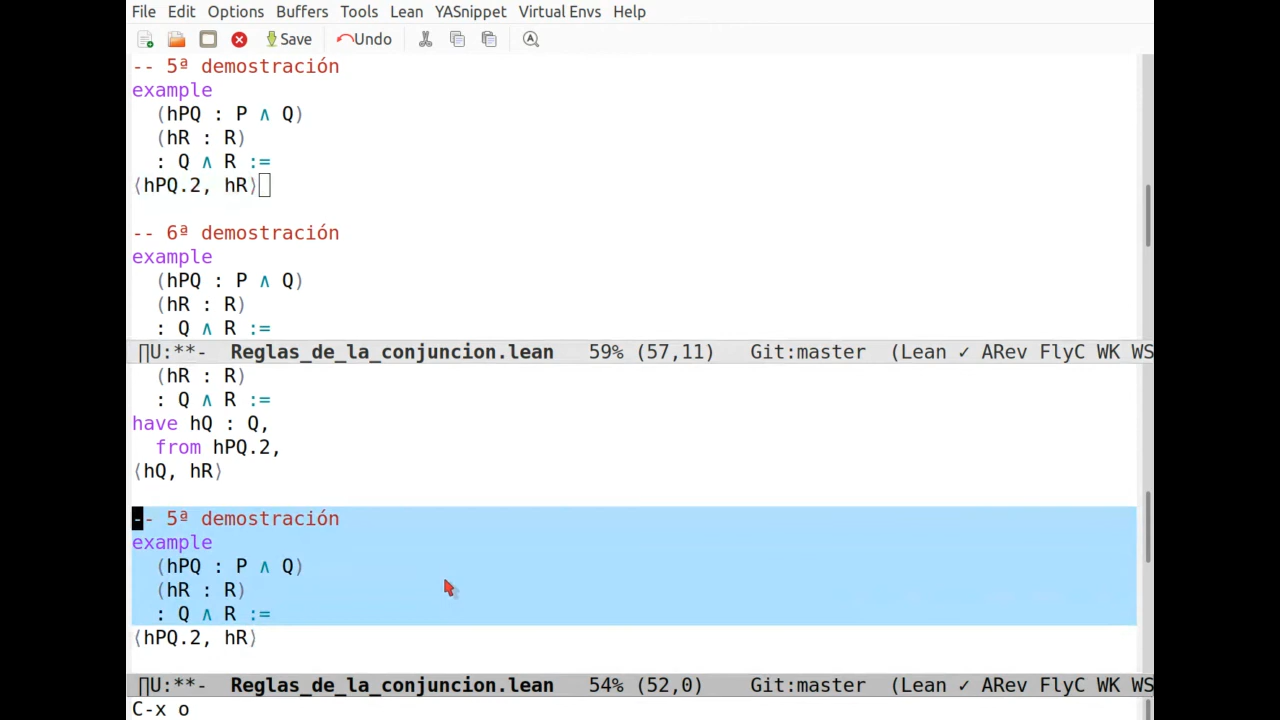 File Edit Options Buffers Tools Lean YASnippet Virtual Envs Help
Save Undo
-- 5ª demostración
example
  (hPQ : P ∧ Q)
  (hR : R)
  : Q ∧ R :=
⟨hPQ.2, hR⟩
-- 6ª demostración
example
  (hPQ : P ∧ Q)
  (hR : R)
  : Q ∧ R :=
∏U:**-  Reglas_de_la_conjuncion.lean   59% (57,11)   Git:master  (Lean ✓ ARev FlyC WK WS
  (hR : R)
  : Q ∧ R :=
have hQ : Q,
  from hPQ.2,
⟨hQ, hR⟩
-- 5ª demostración
example
  (hPQ : P ∧ Q)
  (hR : R)
  : Q ∧ R :=
⟨hPQ.2, hR⟩
∏U:**-  Reglas_de_la_conjuncion.lean   54% (52,0)   Git:master  (Lean ✓ ARev FlyC WK WS
C-x o